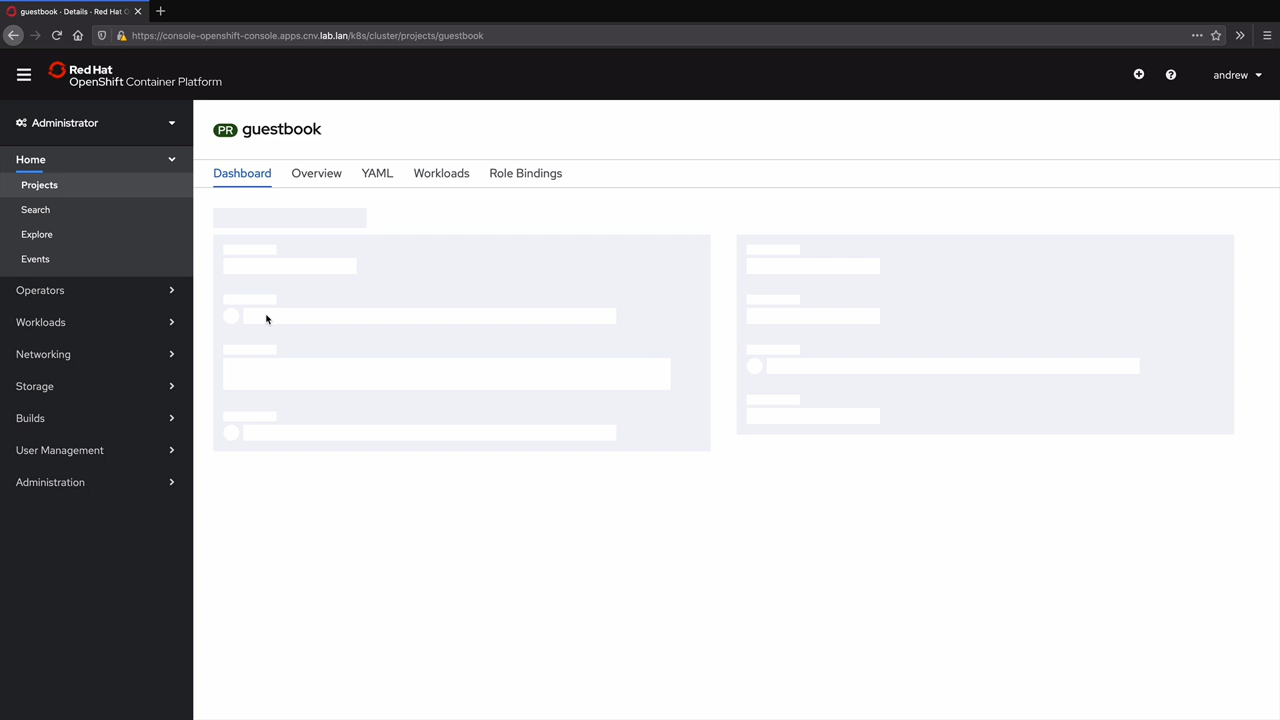 guestbook · Details · Red Hat O
https://console-openshift-console.apps.cnv.lab.lan/k8s/cluster/projects/guestbook
Red Hat
OpenShift Container Platform
andrew
Administrator
Home
Projects
Search
Explore
Events
Operators
Workloads
Networking
Storage
Builds
User Management
Administration
PR guestbook
Dashboard Overview YAML Workloads Role Bindings